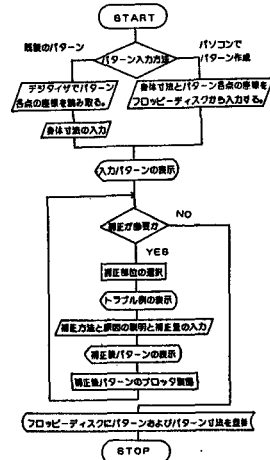 START
既製のパターン
パソコンで
パターン作成
パターン入力方法
デジタイザでパターン
各点の座標を読み取る。
身体寸法とパターン各点の座標を
フロッピーディスクから入力する。
身体寸法の入力
入力パターンの表示
補正が必要か
NO
YES
補正部位の選択
トラブル例の表示
補正方法と原因の説明と補正量の入力
補正後パターンの表示
補正後パターンのプロッタ製図
フロッピーディスクにパターンおよびパターン寸法を登録
STOP